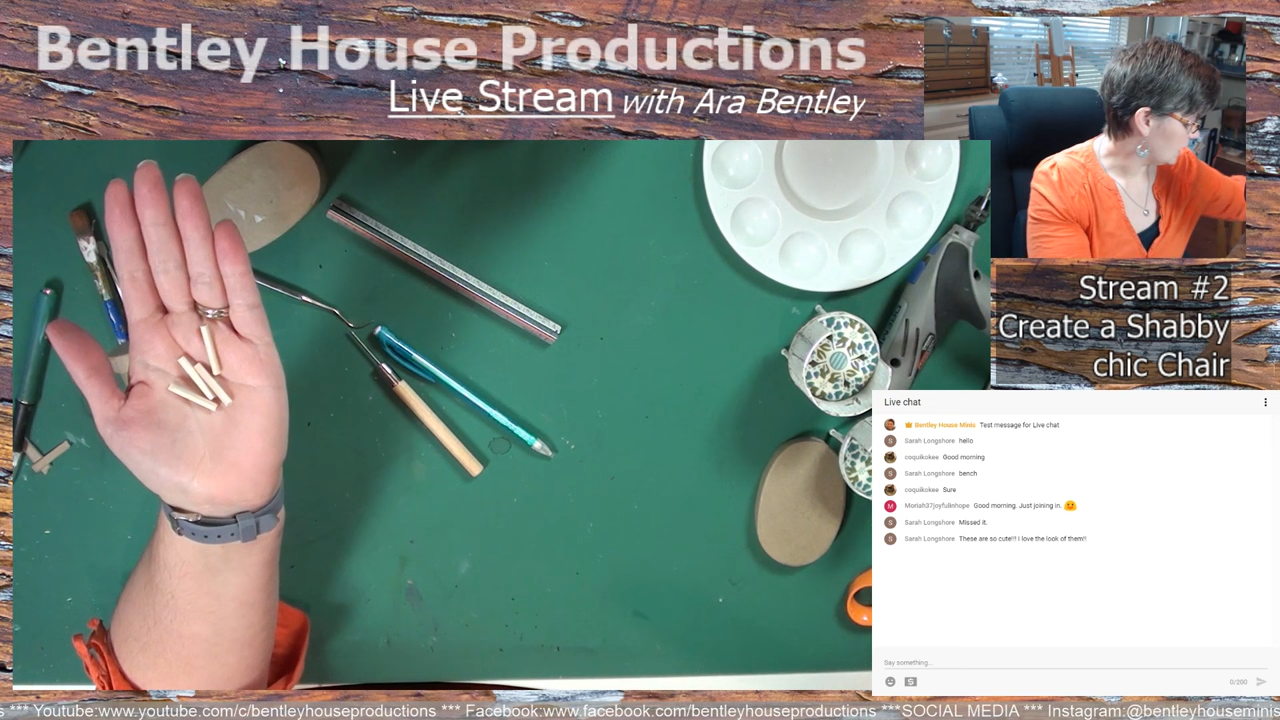 Bentley House Productions
Live Stream with Ara Bentley
Stream #2
Create a Shabby
chic Chair
Live chat
Bentley House Minis Test message for Live chat
S Sarah Longshore hello
coquikokee Good morning
S Sarah Longshore bench
coquikokee Sure
M Moriah37joyfulinhope Good morning. Just joining in.
S Sarah Longshore Missed it.
S Sarah Longshore These are so cute!!! I love the look of them!!
Say something...
0/200
s *** Youtube:www.youtube.com/c/bentleyhouseproductions *** Facebook:www.facebook.com/bentleyhouseproductions ***SOCIAL MEDIA *** Instagram:@bentleyhouseminis